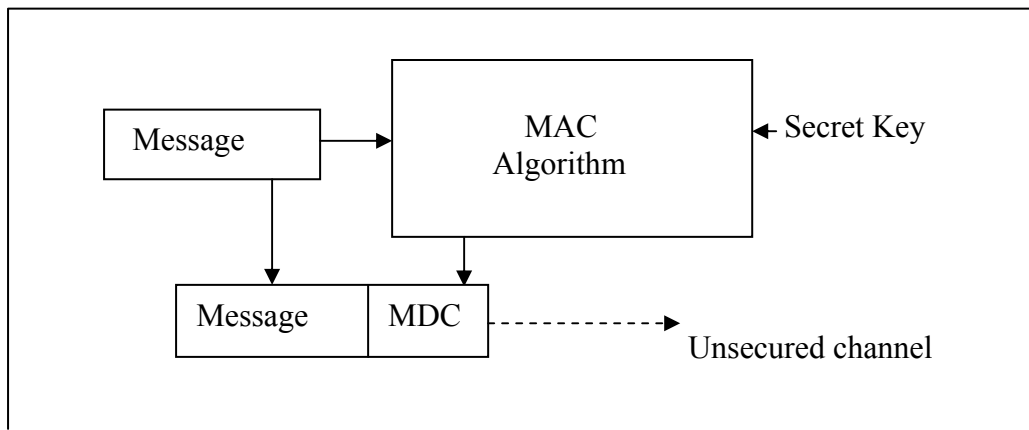 MAC
Algorithm
Message
Secret Key
Message
MDC
Unsecured channel